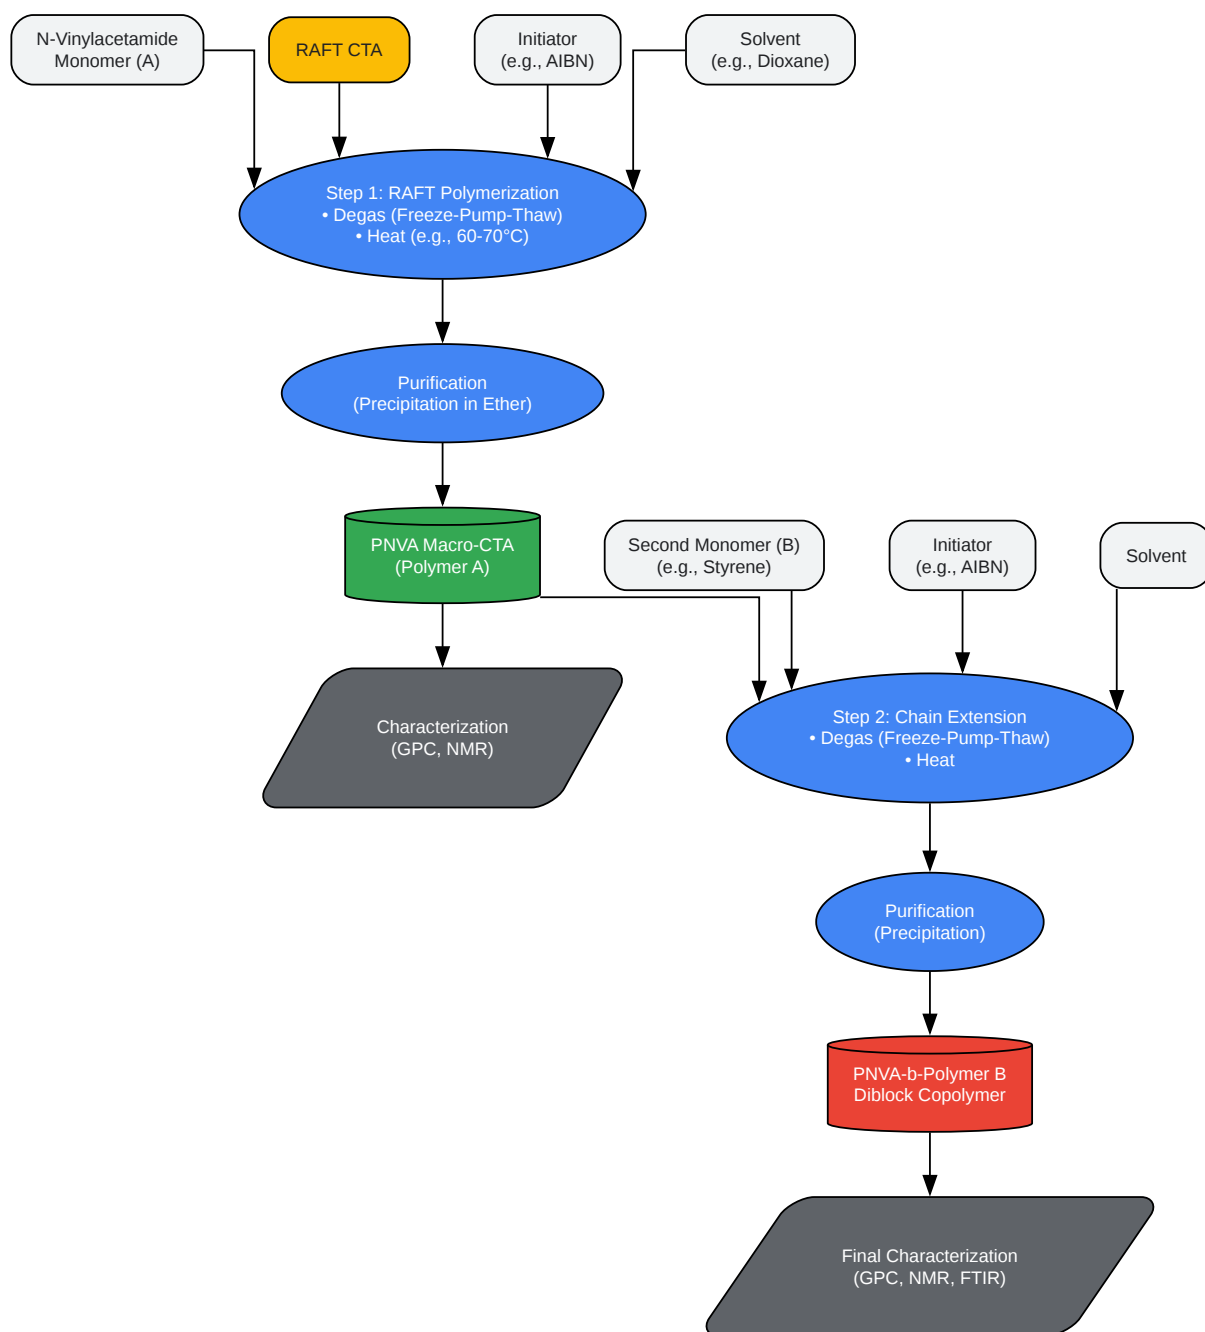 N-Vinylacetamide
Monomer (A)
RAFT CTA
Initiator
(e.g., AIBN)
Solvent
(e.g., Dioxane)
Step 1: RAFT Polymerization
• Degas (Freeze-Pump-Thaw)
• Heat (e.g., 60-70°C)
Purification
(Precipitation in Ether)
PNVA Macro-CTA
(Polymer A)
Second Monomer (B)
(e.g., Styrene)
Initiator
(e.g., AIBN)
Solvent
Characterization
(GPC, NMR)
Step 2: Chain Extension
• Degas (Freeze-Pump-Thaw)
• Heat
Purification
(Precipitation)
PNVA-b-Polymer B
Diblock Copolymer
Final Characterization
(GPC, NMR, FTIR)